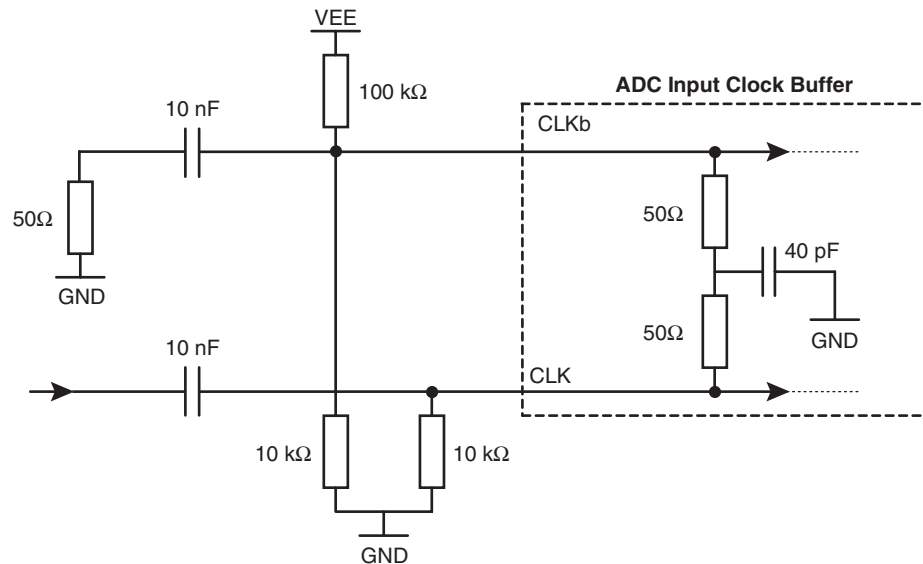 VEE
100 kΩ
ADC Input Clock Buffer
10 nF
CLKb
50Ω
50Ω
40 pF
GND
50Ω
GND
10 nF
CLK
10 kΩ
10 kΩ
GND